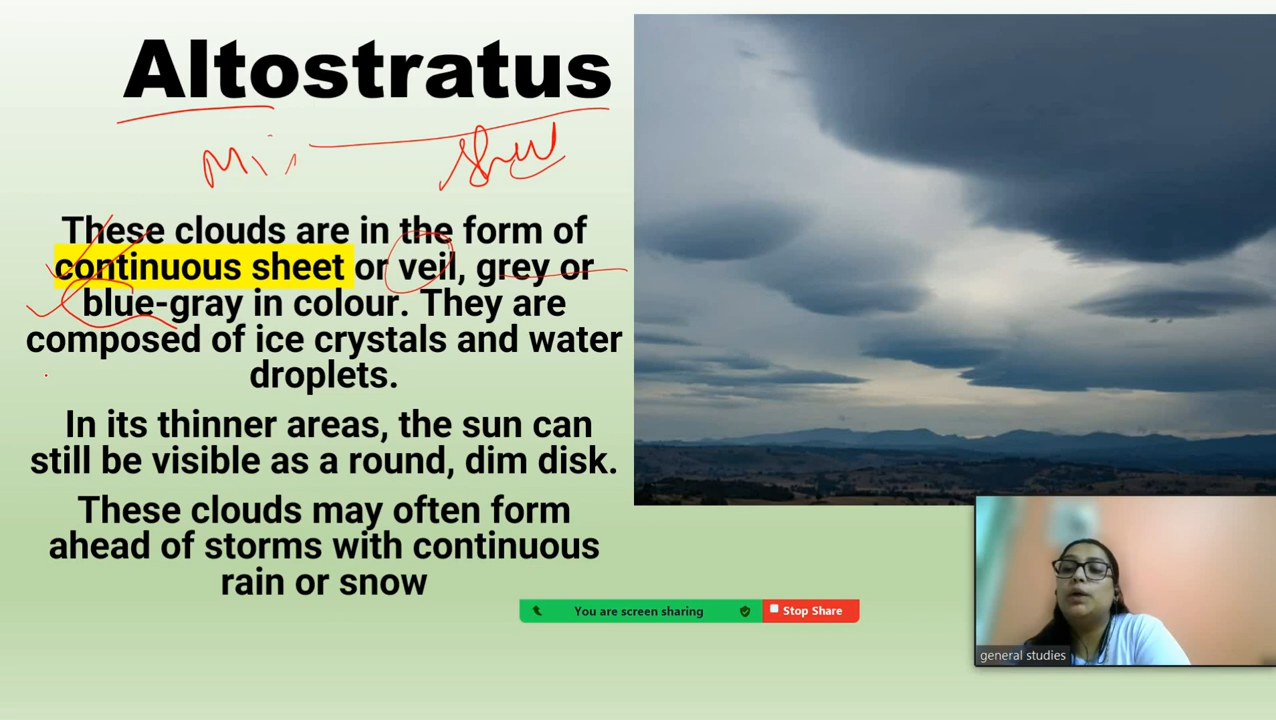 Altostratus
These clouds are in the form of
continuous sheet or veil, grey or
blue-gray in colour. They are
composed of ice crystals and water
droplets.
In its thinner areas, the sun can
still be visible as a round, dim disk.
These clouds may often form
ahead of storms with continuous
rain or snow
You are screen sharing
Stop Share
general studies